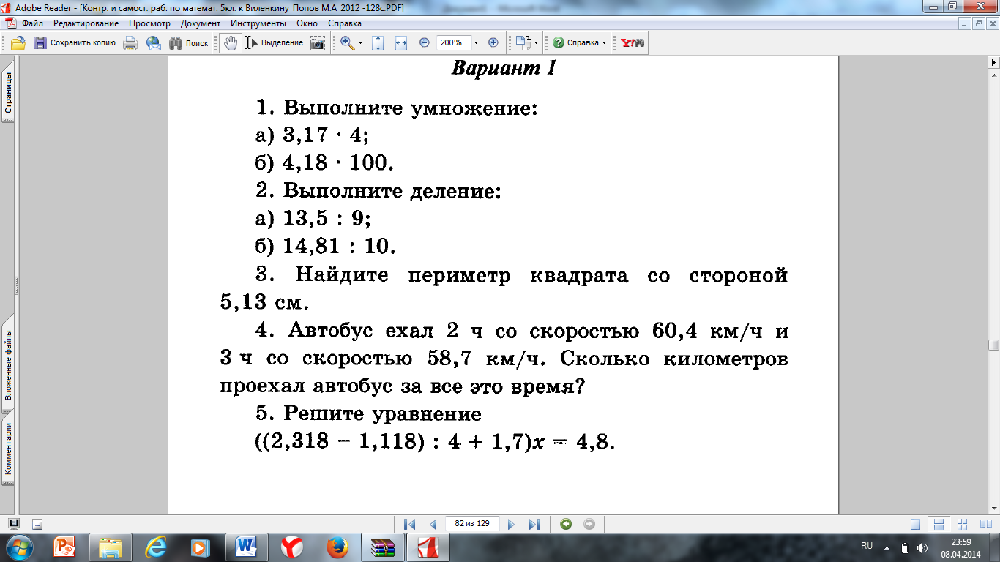 Adobe Reader - [Контр. и самост. раб. по математ. 5кл. к Виленкину_Попов М.А_2012 -128с.PDF]
Файл Редактирование Просмотр Документ Инструменты Окно Справка
Сохранить копию Поиск Выделение 200% Справка Y!
Страницы
Вложенные файлы
Комментарии
Вариант 1
1. Выполните умножение:
а) 3,17 · 4;
б) 4,18 · 100.
2. Выполните деление:
а) 13,5 : 9;
б) 14,81 : 10.
3. Найдите периметр квадрата со стороной
5,13 см.
4. Автобус ехал 2 ч со скоростью 60,4 км/ч и
3 ч со скоростью 58,7 км/ч. Сколько километров
проехал автобус за все это время?
5. Решите уравнение
((2,318 − 1,118) : 4 + 1,7)x = 4,8.
82 из 129
RU 23:59
08.04.2014